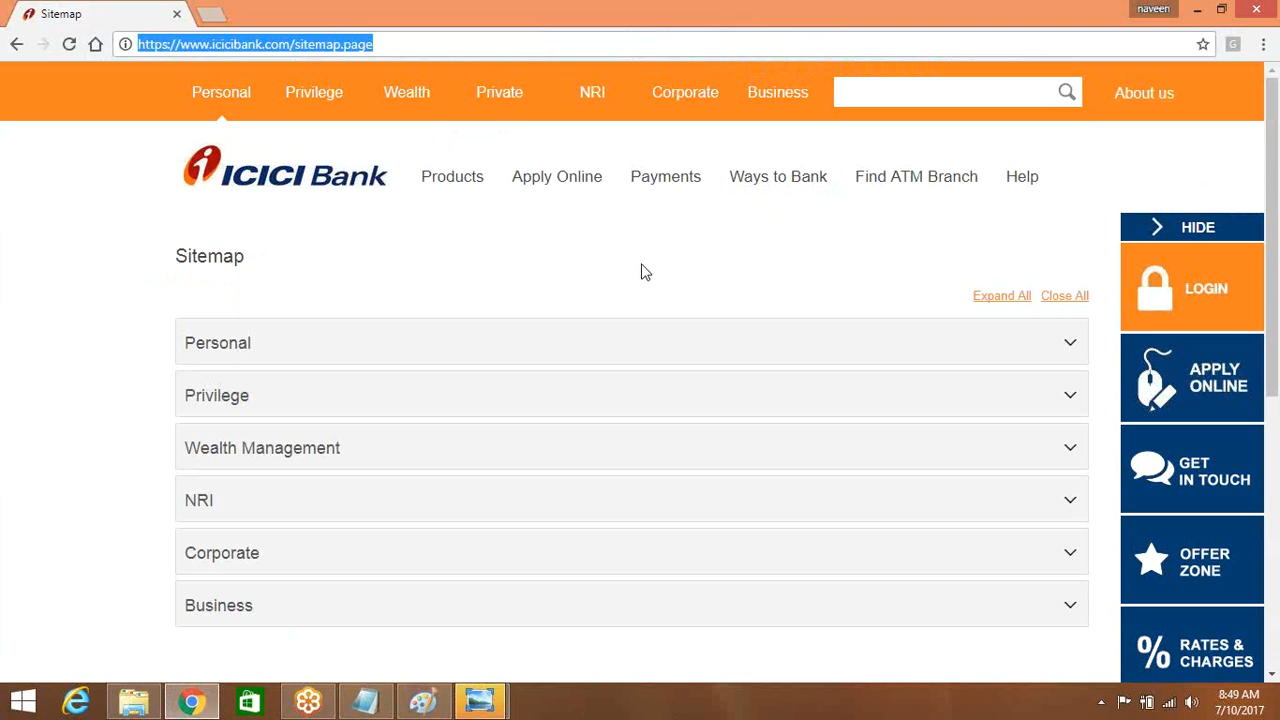 Sitemap
naveen
https://www.icicibank.com/sitemap.page
G
Personal Privilege Wealth Private NRI Corporate Business About us
ICICI Bank Products Apply Online Payments Ways to Bank Find ATM Branch Help
HIDE
Sitemap
Expand All Close All
LOGIN
Personal
APPLY
ONLINE
Privilege
Wealth Management
GET
IN TOUCH
NRI
Corporate
OFFER
ZONE
Business
% RATES &
CHARGES
8:49 AM
7/10/2017